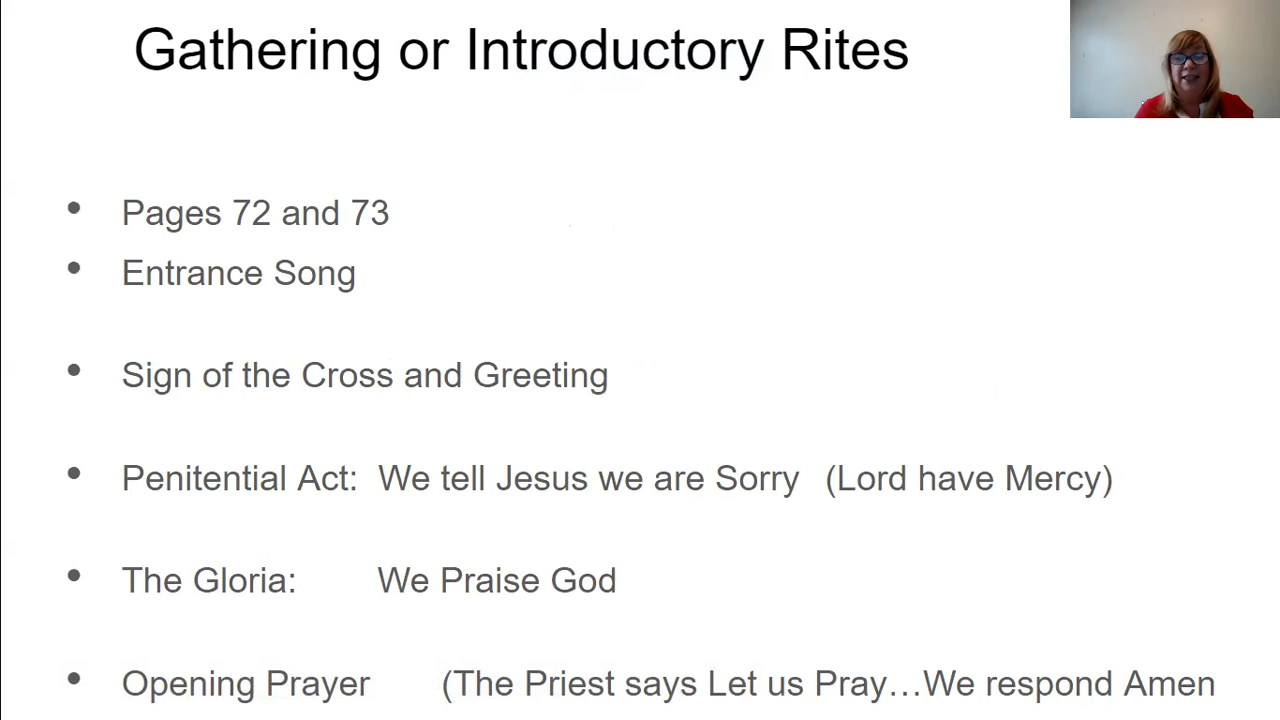 Gathering or Introductory Rites
• Pages 72 and 73
• Entrance Song
• Sign of the Cross and Greeting
• Penitential Act: We tell Jesus we are Sorry (Lord have Mercy)
• The Gloria: We Praise God
• Opening Prayer (The Priest says Let us Pray…We respond Amen